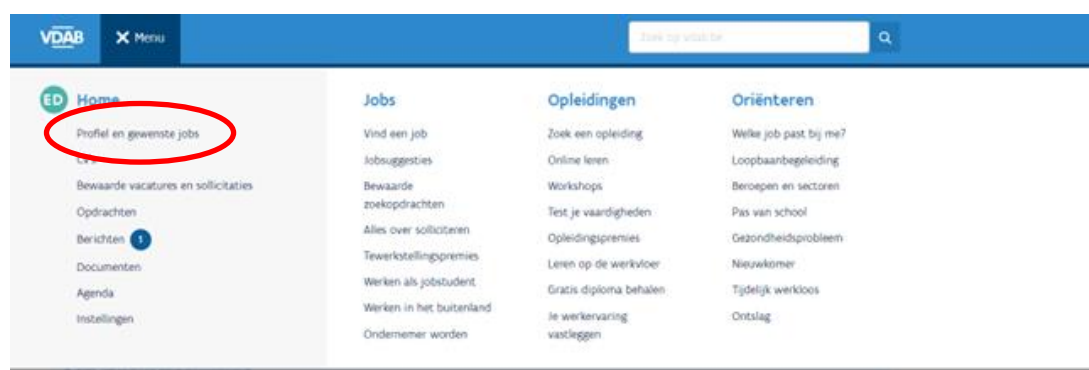 VDAB
Menu
Zoek op vdab.be
ED
Home
Profiel en gewenste jobs
Bewaarde vacatures en sollicitaties
Opdrachten
Berichten 1
Documenten
Agenda
Instellingen
Jobs
Vind een job
Jobsuggesties
Bewaarde
zoekopdrachten
Alles over solliciteren
Tewerkstellingspremies
Werken als jobstudent
Werken in het buitenland
Ondernemer worden
Opleidingen
Zoek een opleiding
Online leren
Workshops
Test je vaardigheden
Opleidingspremies
Leren op de werkvloer
Gratis diploma behalen
Je werkervaring
vastleggen
Oriënteren
Welke job past bij me?
Loopbaanbegeleiding
Beroepen en sectoren
Pas van school
Gezondheidsprobleem
Nieuwkomer
Tijdelijk werkloos
Ontslag